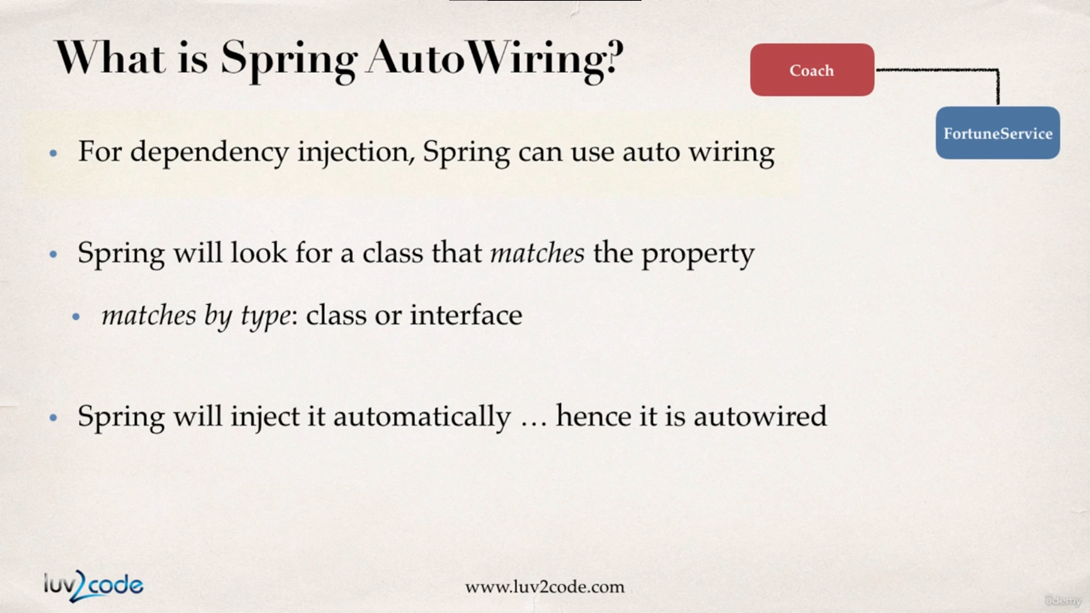 What is Spring AutoWiring?
Coach
FortuneService
• For dependency injection, Spring can use auto wiring
• Spring will look for a class that matches the property
• matches by type: class or interface
• Spring will inject it automatically … hence it is autowired
luv2code
www.luv2code.com
ûdemy